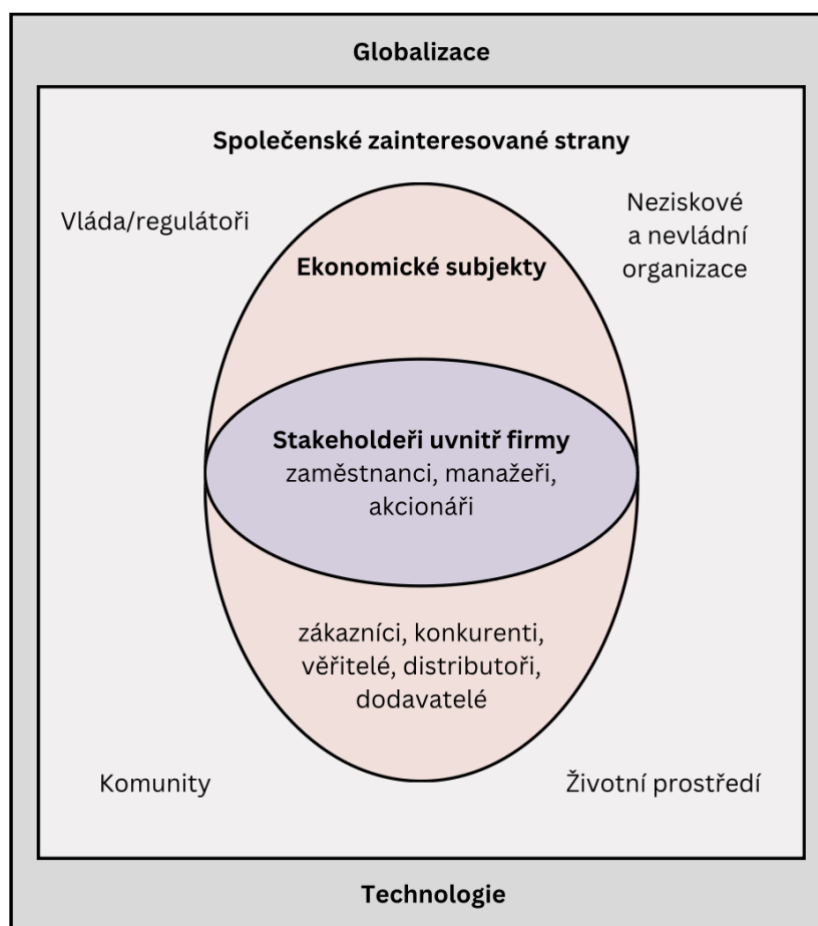 Globalizace
Společenské zainteresované strany
Vláda/regulátoři
Neziskové
a nevládní
organizace
Ekonomické subjekty
Stakeholdeři uvnitř firmy
zaměstnanci, manažeři,
akcionáři
zákazníci, konkurenti,
věřitelé, distributoři,
dodavatelé
Komunity
Životní prostředí
Technologie